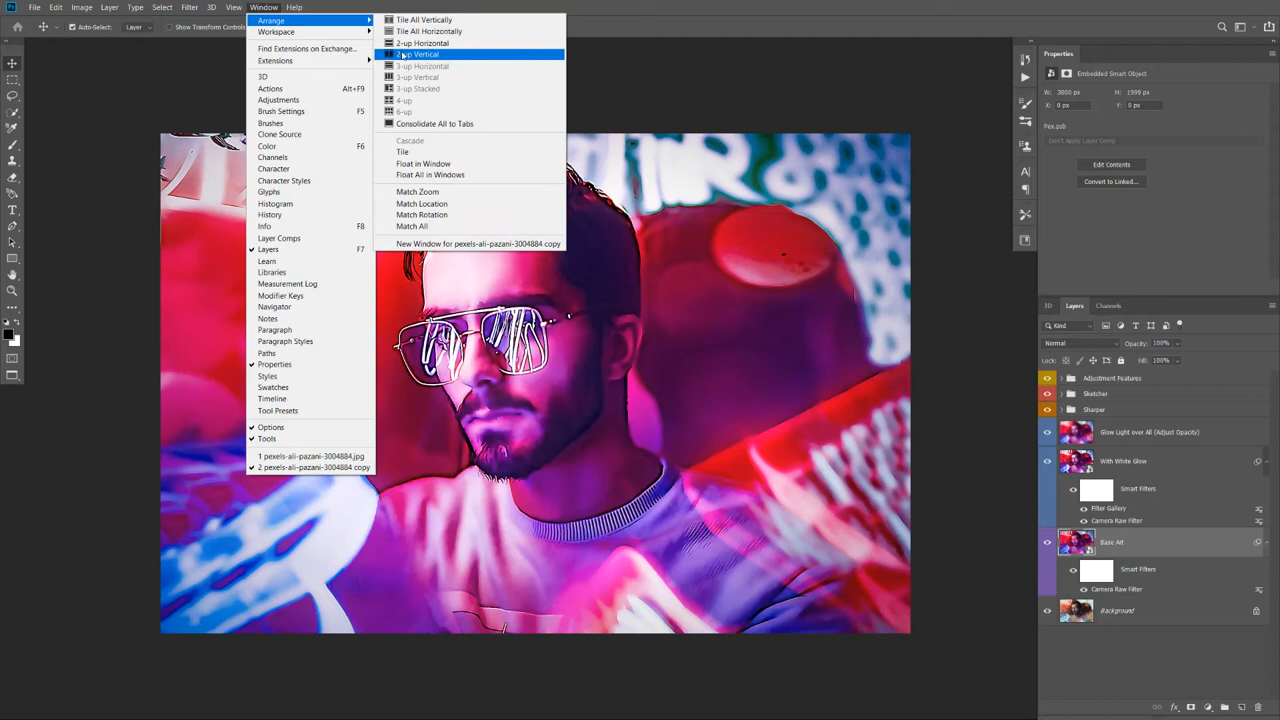 Ps File Edit Image Layer Type Select Filter 3D View Window Help
Auto-Select: Layer Show Transform Controls
Arrange
Workspace
Find Extensions on Exchange...
Extensions
3D
Actions Alt+F9
Adjustments
Brush Settings F5
Brushes
Clone Source
Color F6
Channels
Character
Character Styles
Glyphs
Histogram
History
Info F8
Layer Comps
Layers F7
Learn
Libraries
Measurement Log
Modifier Keys
Navigator
Notes
Paragraph
Paragraph Styles
Paths
Properties
Styles
Swatches
Timeline
Tool Presets
Options
Tools
1 pexels-ali-pazani-3004884.jpg
2 pexels-ali-pazani-3004884 copy
Tile All Vertically
Tile All Horizontally
2-up Horizontal
2-up Vertical
3-up Horizontal
3-up Vertical
3-up Stacked
4-up
6-up
Consolidate All to Tabs
Cascade
Tile
Float in Window
Float All in Windows
Match Zoom
Match Location
Match Rotation
Match All
New Window for pexels-ali-pazani-3004884 copy
Properties
Embedded Smart Object
W: 3000 px H: 1999 px
X: 0 px Y: 0 px
Pex.psb
Don't Apply Layer Comp
Edit Contents
Convert to Linked...
3D Layers Channels
Kind
Normal Opacity: 100%
Lock: Fill: 100%
Adjustment Features
Sketcher
Sharper
Glow Light over All (Adjust Opacity)
With White Glow
Smart Filters
Filter Gallery
Camera Raw Filter
Base Art
Smart Filters
Camera Raw Filter
Background